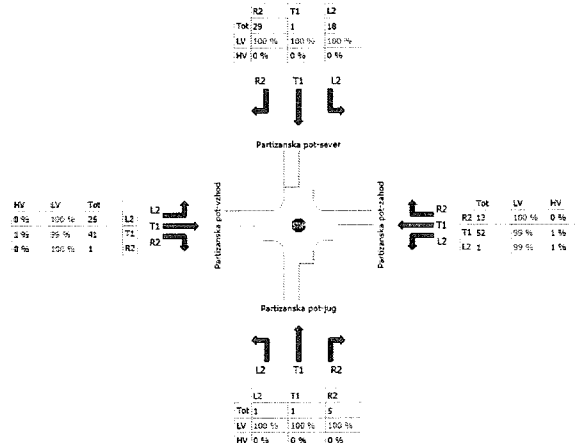 R2 T1 L2
Tot 29 1 18
LV 100 % 100 % 100 %
HV 0 % 0 % 0 %
R2 T1 L2
Partizanska pot-sever
HV LV Tot
0 % 100 % 25 L2
1 % 99 % 41 T1
0 % 100 % 1 R2
L2
T1
R2
Partizanska pot-vzhod
Partizanska pot-zahod
R2
T1
L2
Tot LV HV
R2 13 100 % 0 %
T1 52 99 % 1 %
L2 1 99 % 1 %
Partizanska pot-jug
L2 T1 R2
L2 T1 R2
Tot 1 1 5
LV 100 % 100 % 100 %
HV 0 % 0 % 0 %